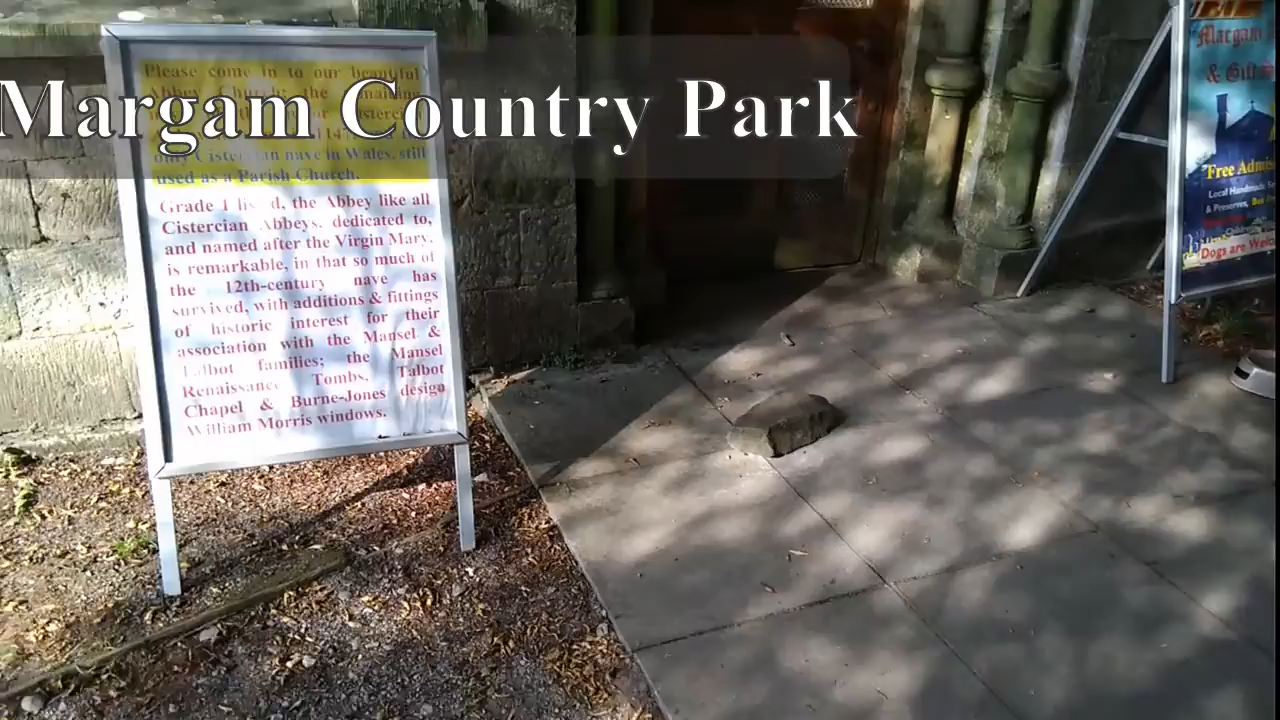 Margam Country Park
Please come in to our beautiful
Abbey Church: the
only Cistercian nave in Wales, still
used as a Parish Church.
Grade I listed, the Abbey like all
Cistercian Abbeys, dedicated to,
and named after the Virgin Mary,
is remarkable, in that so much of
the 12th-century nave has
survived, with additions & fittings
of historic interest for their
association with the Mansel &
Talbot families; the Mansel
Renaissance Tombs, Talbot
Chapel & Burne-Jones design
William Morris windows.
Margam
&
Free
Local Handmade
& Preserves,
Dogs are